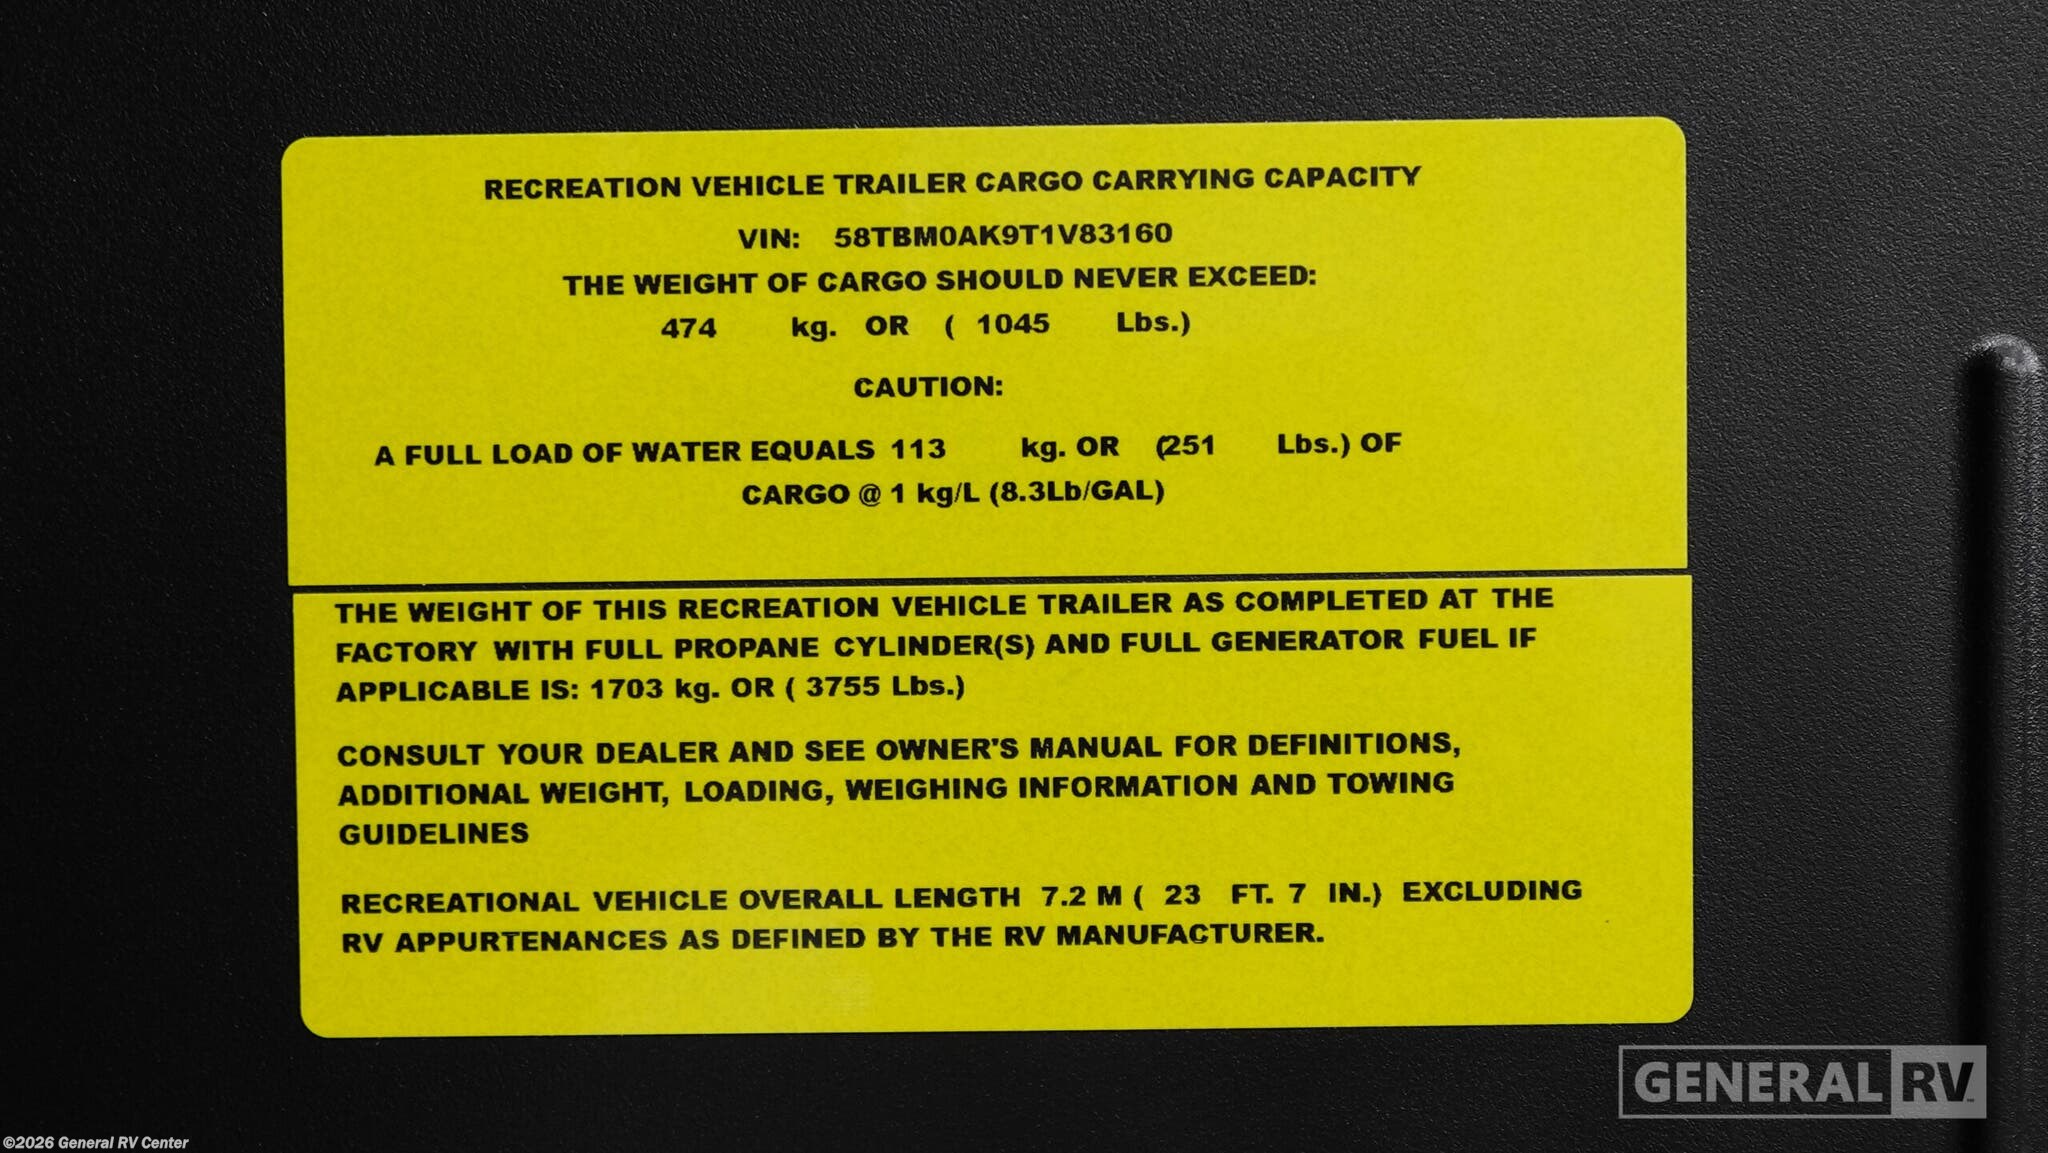 RECREATION VEHICLE TRAILER CARGO CARRYING CAPACITY
VIN: 58TBM0AK9T1V83160
THE WEIGHT OF CARGO SHOULD NEVER EXCEED:
474 kg. OR ( 1045 Lbs.)
CAUTION:
A FULL LOAD OF WATER EQUALS 113 kg. OR (251 Lbs.) OF
CARGO @ 1 kg/L (8.3Lb/GAL)
THE WEIGHT OF THIS RECREATION VEHICLE TRAILER AS COMPLETED AT THE
FACTORY WITH FULL PROPANE CYLINDER(S) AND FULL GENERATOR FUEL IF
APPLICABLE IS: 1703 kg. OR ( 3755 Lbs.)
CONSULT YOUR DEALER AND SEE OWNER'S MANUAL FOR DEFINITIONS,
ADDITIONAL WEIGHT, LOADING, WEIGHING INFORMATION AND TOWING
GUIDELINES
RECREATIONAL VEHICLE OVERALL LENGTH 7.2 M ( 23 FT. 7 IN.) EXCLUDING
RV APPURTENANCES AS DEFINED BY THE RV MANUFACTURER.
GENERAL RV
©2026 General RV Center